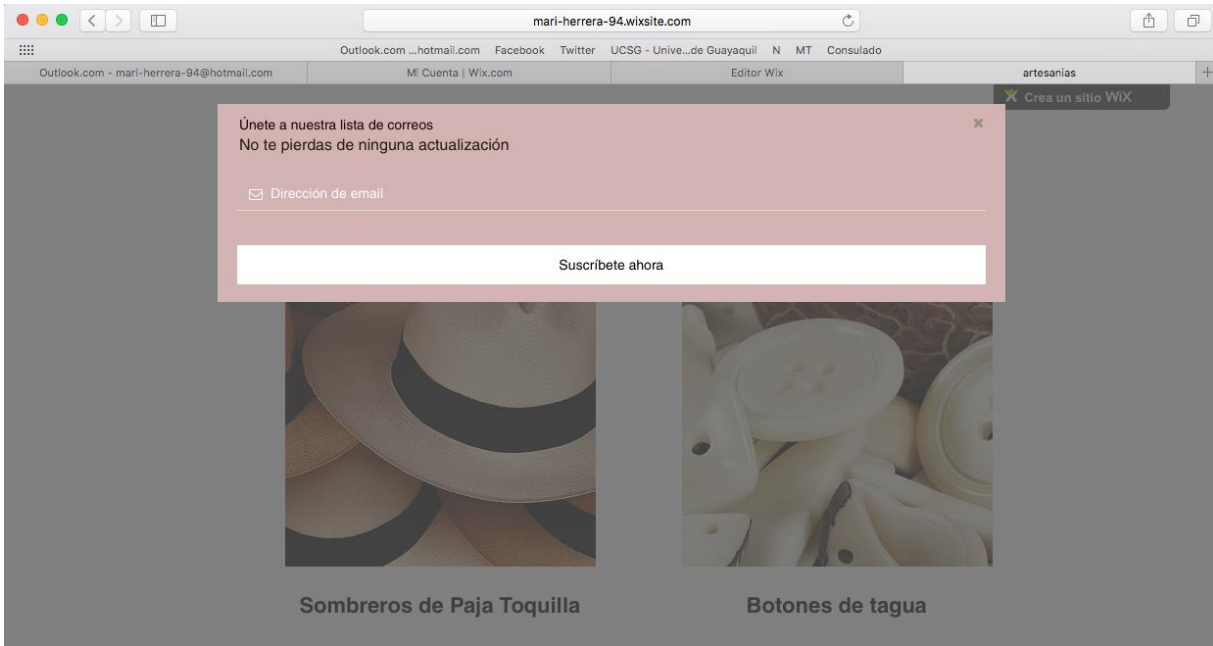 mari-herrera-94.wixsite.com
Outlook.com ...hotmail.com Facebook Twitter UCSG - Unive...de Guayaquil N MT Consulado
Outlook.com - mari-herrera-94@hotmail.com Mi Cuenta | Wix.com Editor Wix artesanias
Crea un sitio WiX
Únete a nuestra lista de correos
No te pierdas de ninguna actualización
Dirección de email
Suscríbete ahora
Sombreros de Paja Toquilla Botones de tagua